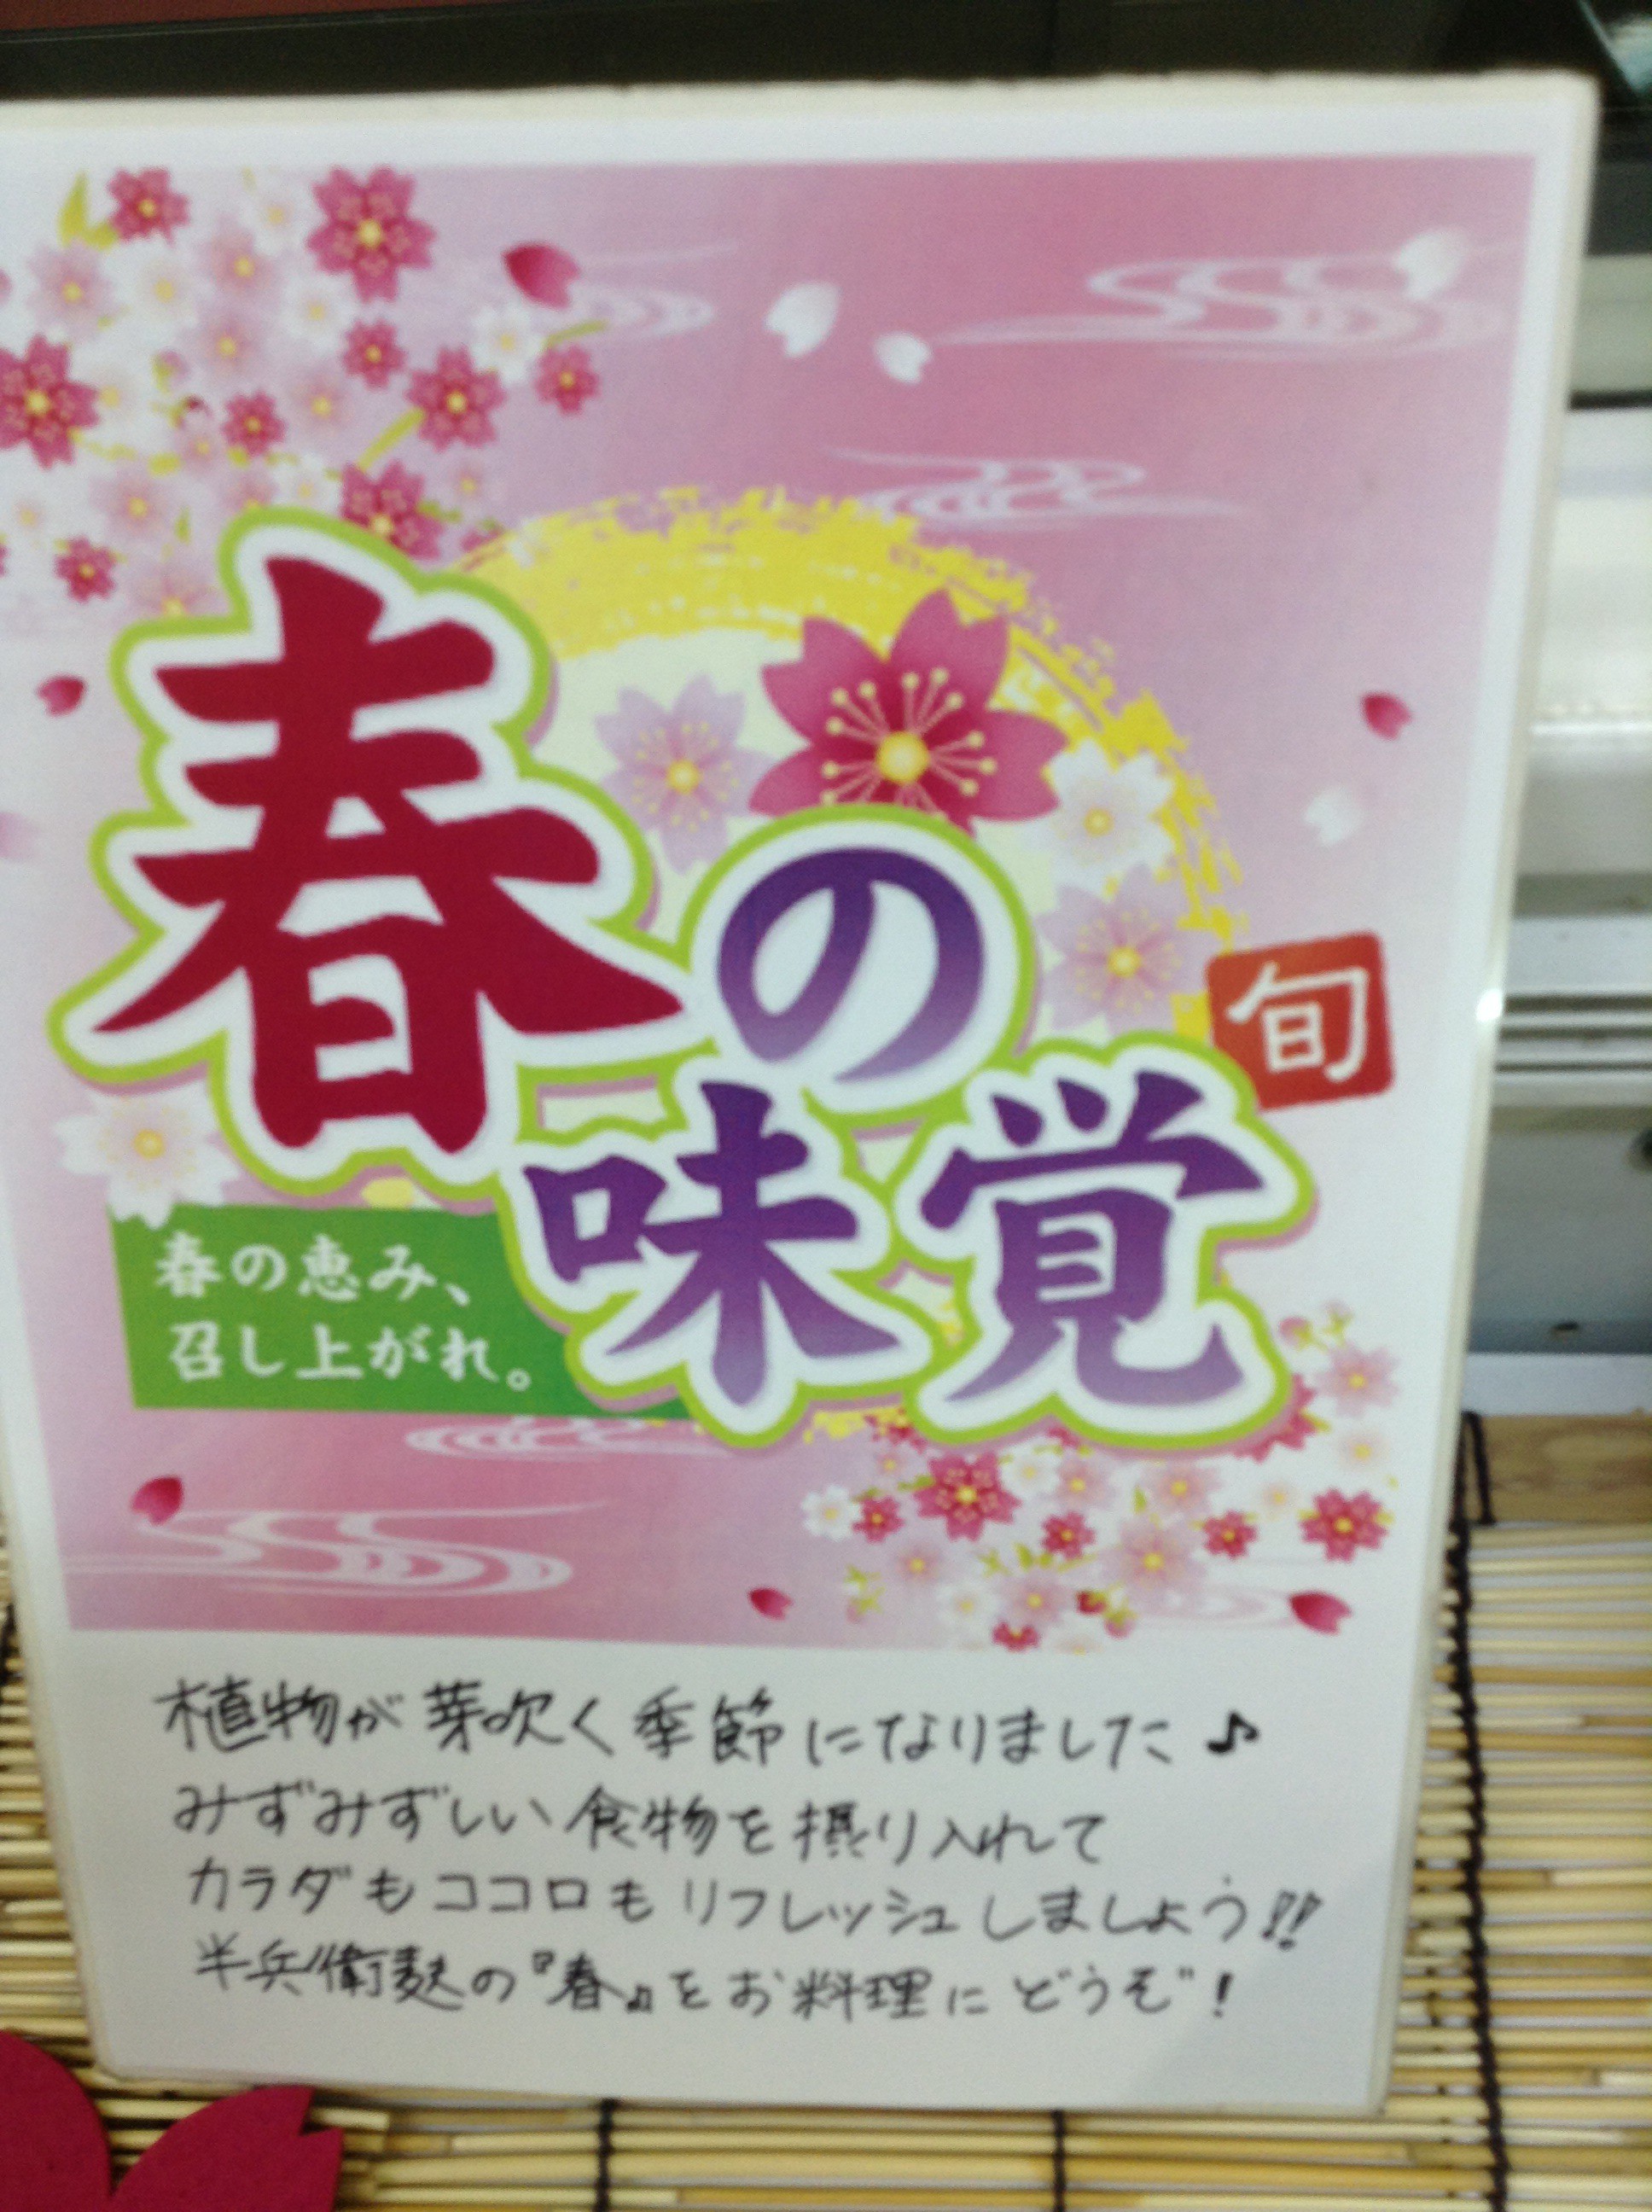 春の
味覚
旬
春の恵み、
召し上がれ。
植物が芽吹く季節になりました♪
みずみずしい食物を摂り入れて
カラダもココロもリフレッシュしましょう!!
半兵衛麸の『春』をお料理にどうぞ!